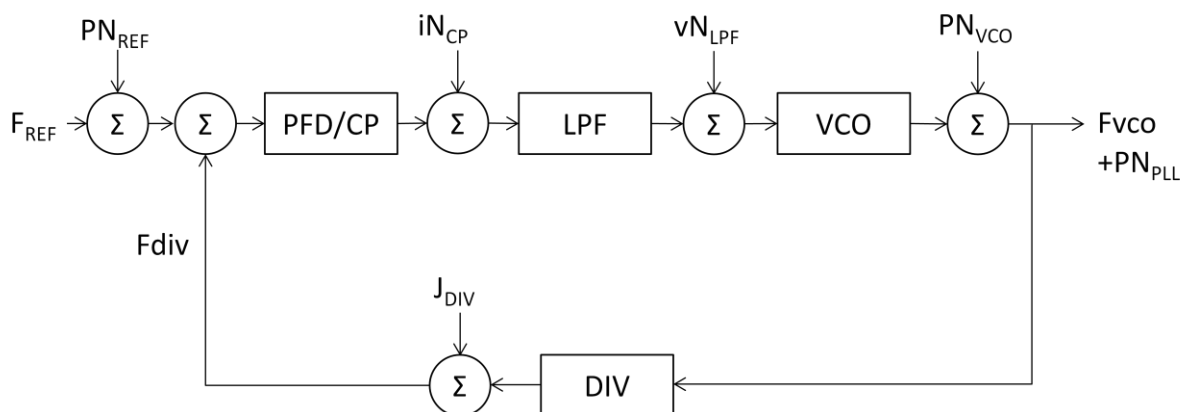 PN_REF
iN_CP
vN_LPF
PN_VCO
F_REF
Σ
Σ
PFD/CP
Σ
LPF
Σ
VCO
Σ
Fvco
+PN_PLL
Fdiv
J_DIV
Σ
DIV